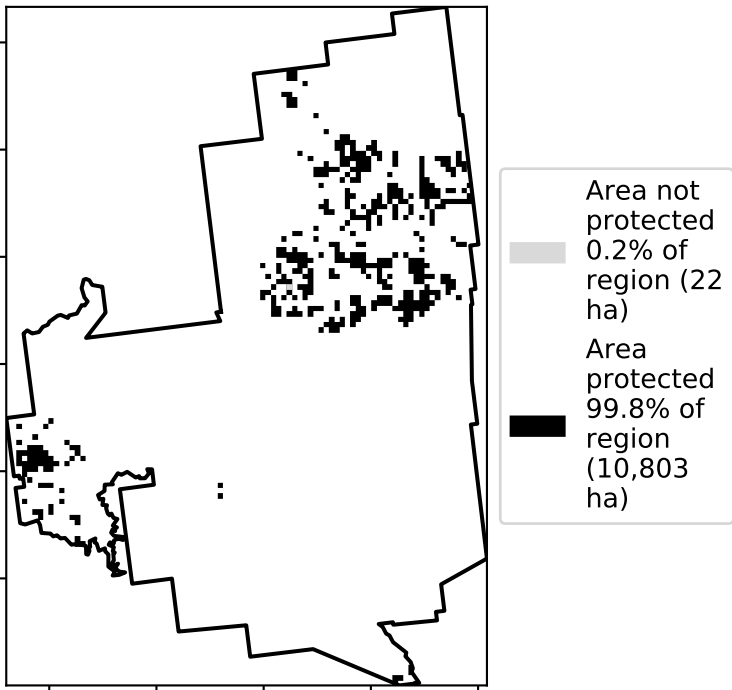 Area not
protected
0.2% of
region (22
ha)
Area
protected
99.8% of
region
(10,803
ha)